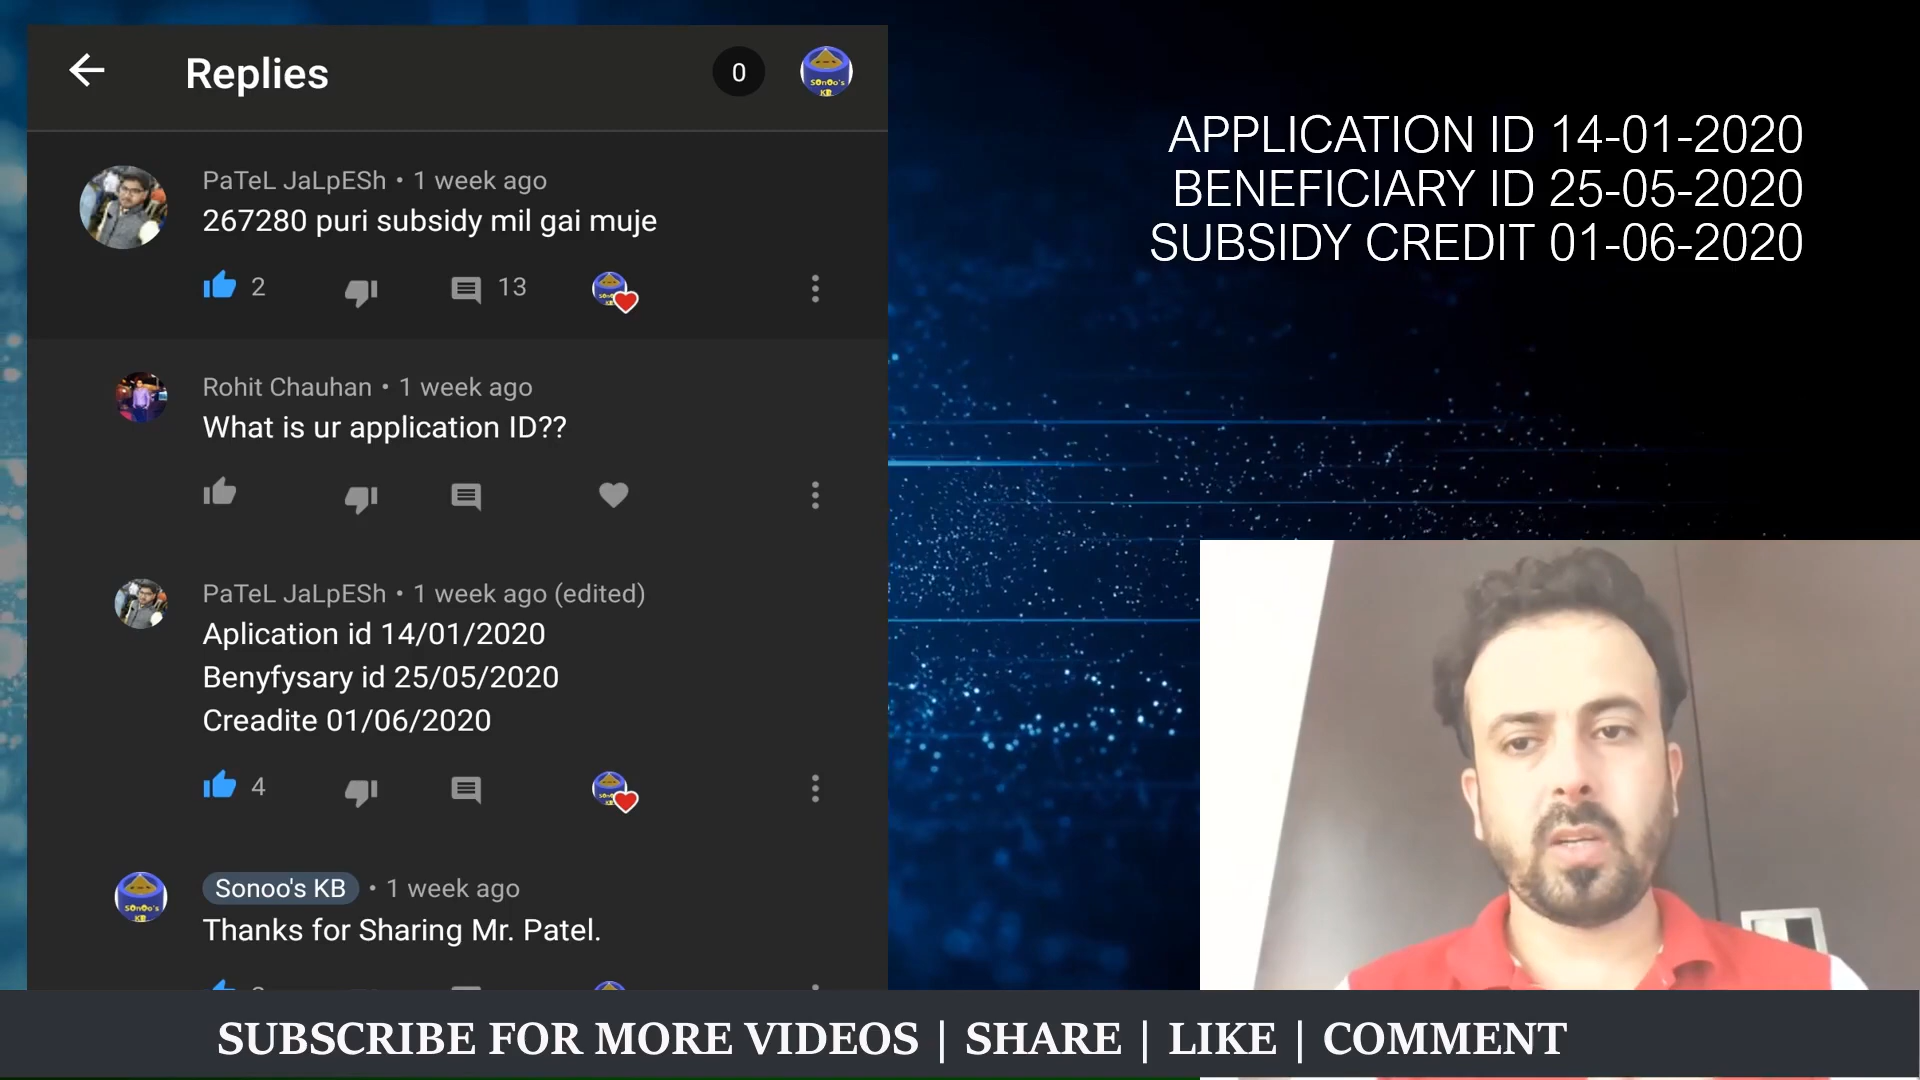 Replies
0
APPLICATION ID 14-01-2020
BENEFICIARY ID 25-05-2020
SUBSIDY CREDIT 01-06-2020
PaTeL JaLpESh • 1 week ago
267280 puri subsidy mil gai muje
2
13
Rohit Chauhan • 1 week ago
What is ur application ID??
PaTeL JaLpESh • 1 week ago (edited)
Aplication id 14/01/2020
Benyfysary id 25/05/2020
Creadite 01/06/2020
4
Sonoo's KB • 1 week ago
Thanks for Sharing Mr. Patel.
SUBSCRIBE FOR MORE VIDEOS | SHARE | LIKE | COMMENT